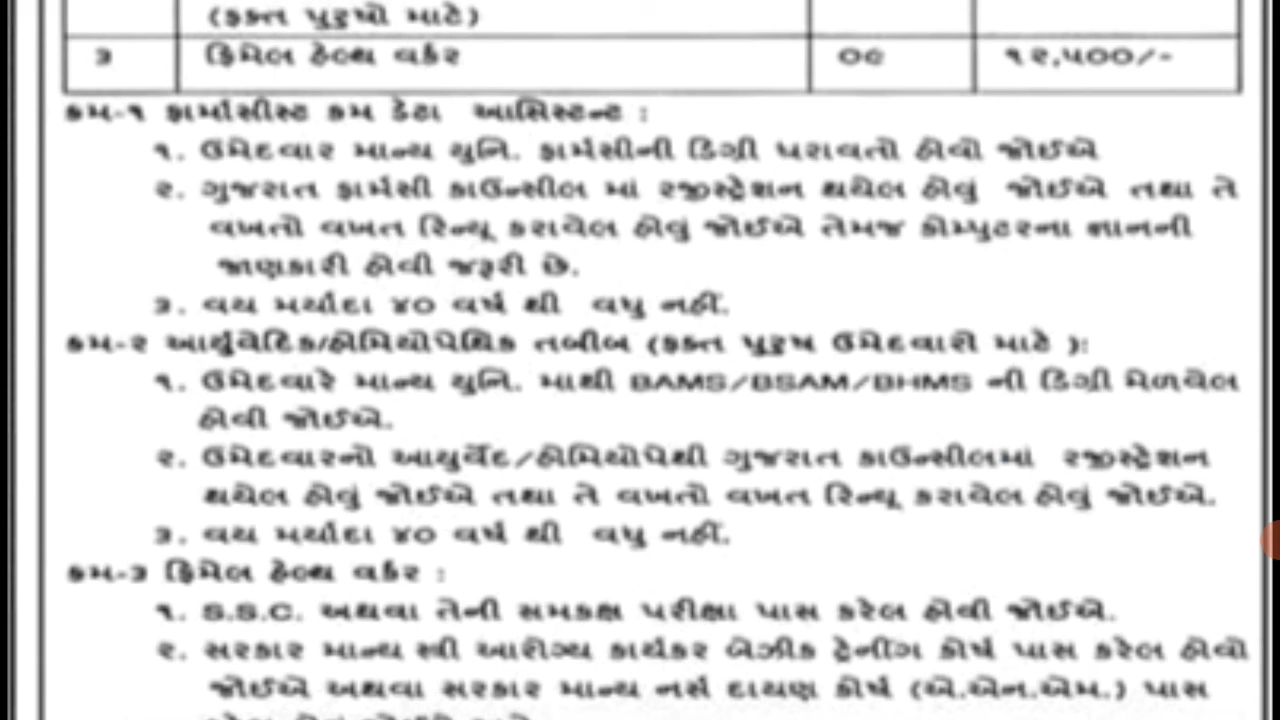 (ફક્ત પુરુષો માટે)
૩ ફિમેલ હેલ્થ વર્કર ૦૯ ૧૨,૫૦૦/-
ક્રમ-૧ ફાર્માસીસ્ટ કમ ડેટા આસિસ્ટન્ટ :
૧. ઉમેદવાર માન્ય યુનિ. ફાર્મસીની ડિગ્રી ધરાવતો હોવો જોઈએ
૨. ગુજરાત ફાર્મસી કાઉન્સીલ માં રજીસ્ટ્રેશન થયેલ હોવું જોઈએ તથા તે
વખતો વખત રિન્યૂ કરાવેલ હોવું જોઈએ તેમજ કોમ્પુટરના જ્ઞાનની
જાણકારી હોવી જરૂરી છે.
૩. વય મર્યાદા ૪૦ વર્ષ થી વધુ નહીં.
ક્રમ-૨ આર્યુવેદિક/હોમિયોપેથિક તબીબ (ફક્ત પુરૂષ ઉમેદવારો માટે ):
૧. ઉમેદવારે માન્ય યુનિ. માથી BAMS/BSAM/BHMS ની ડિગ્રી મેળવેલ
હોવી જોઈએ.
૨. ઉમેદવારનો આયુર્વેદ/હોમિયોપેથી ગુજરાત કાઉન્સીલમાં રજીસ્ટ્રેશન
થયેલ હોવું જોઈએ તથા તે વખતો વખત રિન્યૂ કરાવેલ હોવું જોઈએ.
૩. વય મર્યાદા ૪૦ વર્ષ થી વધુ નહીં.
ક્રમ-૩ ફિમેલ હેલ્થ વર્કર :
૧. S.S.C. અથવા તેની સમકક્ષ પરીક્ષા પાસ કરેલ હોવી જોઈએ.
૨. સરકાર માન્ય સ્ત્રી આરોગ્ય કાર્યકર બેઝીક ટ્રેનીંગ કોર્ષ પાસ કરેલ હોવો
જોઈએ અથવા સરકાર માન્ય નર્સ દાયણ કોર્ષ (એ.એન.એમ.) પાસ